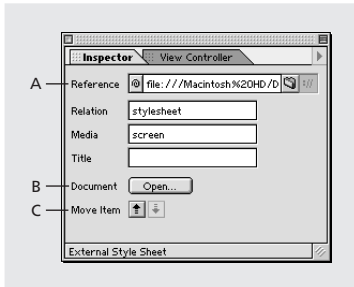 Inspector View Controller
A Reference file:///Macintosh%20HD/D ://
Relation stylesheet
Media screen
Title
B Document Open...
C Move Item
External Style Sheet